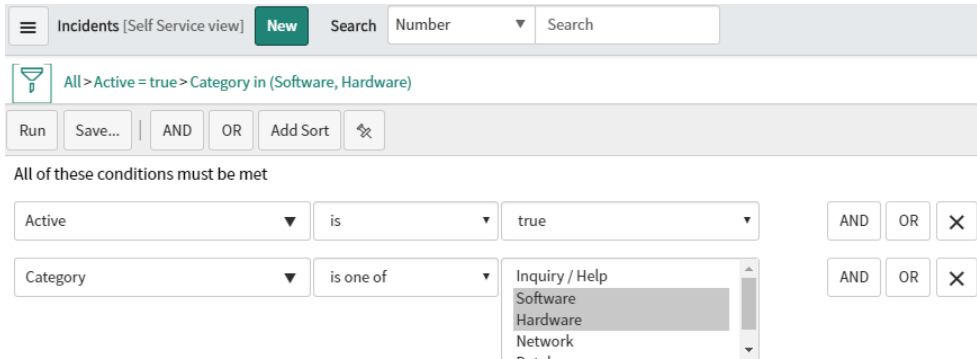 Incidents [Self Service view] New Search Number Search
All>Active = true>Category in (Software, Hardware)
Run Save... AND OR Add Sort
All of these conditions must be met
Active is true AND OR
Category is one of Inquiry / Help AND OR
Software
Hardware
Network